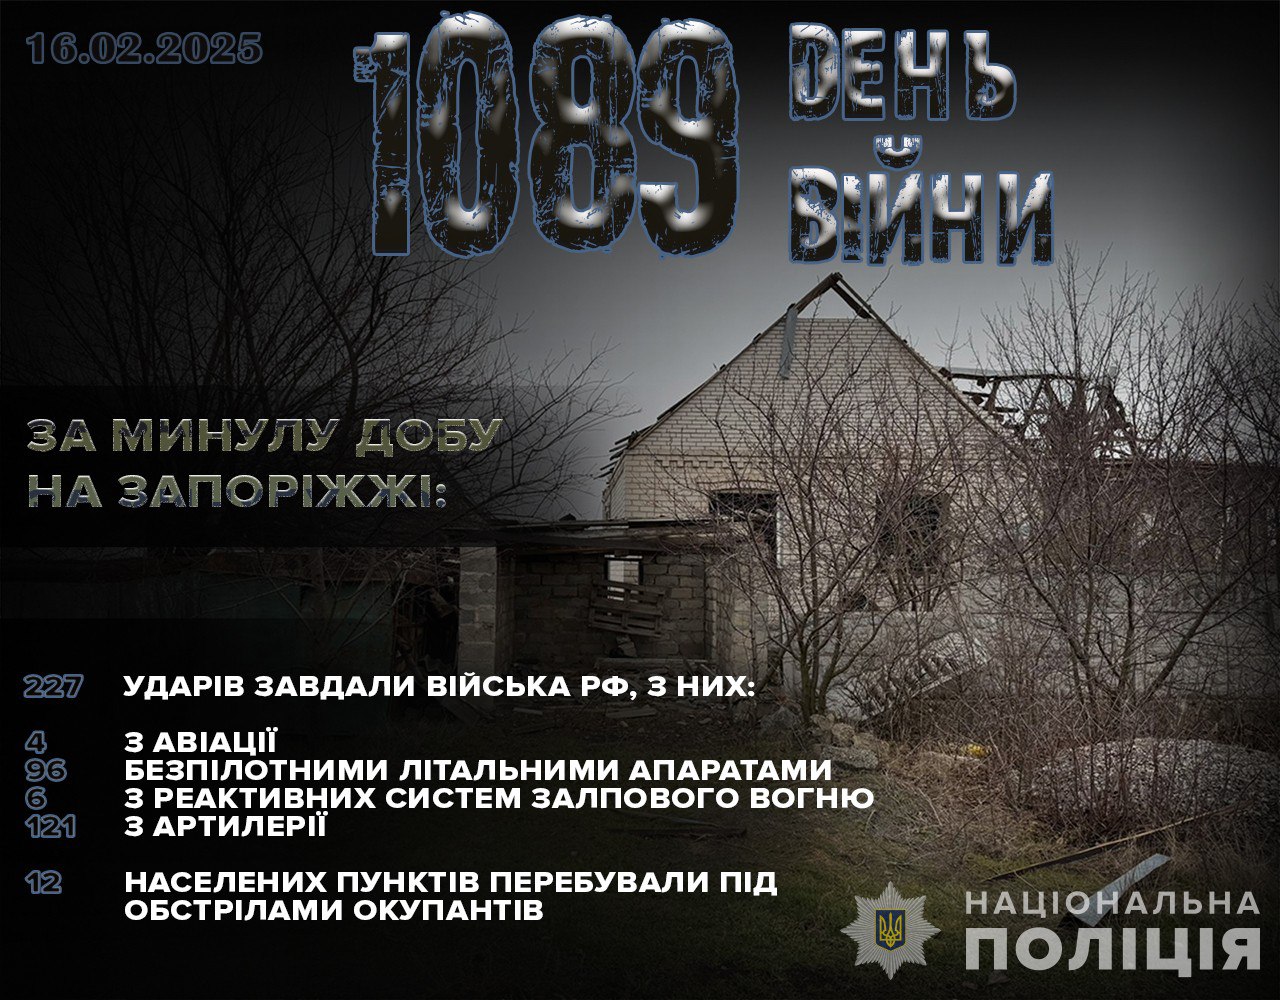 16.02.2025
1089 ДЕНЬ
ВІЙНИ
ЗА МИНУЛУ ДОБУ
НА ЗАПОРІЖЖІ:
227 УДАРІВ ЗАВДАЛИ ВІЙСЬКА РФ, З НИХ:
4 З АВІАЦІЇ
96 БЕЗПІЛОТНИМИ ЛІТАЛЬНИМИ АПАРАТАМИ
6 З РЕАКТИВНИХ СИСТЕМ ЗАЛПОВОГО ВОГНЮ
121 З АРТИЛЕРІЇ
12 НАСЕЛЕНИХ ПУНКТІВ ПЕРЕБУВАЛИ ПІД
ОБСТРІЛАМИ ОКУПАНТІВ
НАЦІОНАЛЬНА
ПОЛІЦІЯ